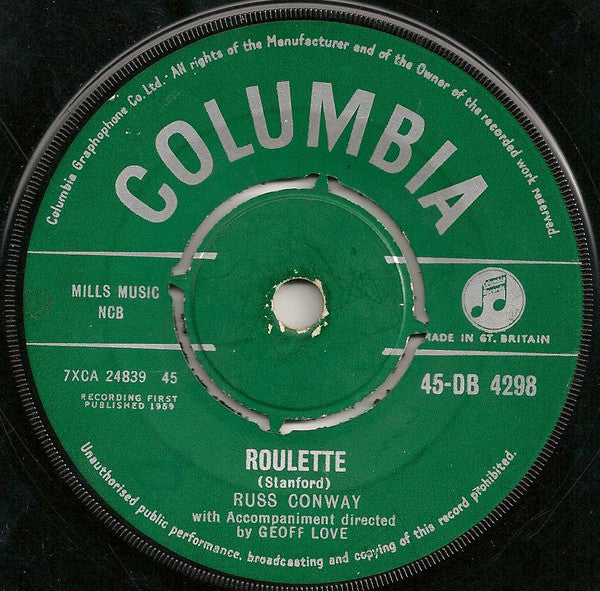 Columbia Graphophone Co. Ltd.· All rights of the Manufacturer and of the Owner of the recorded work reserved.
COLUMBIA
MILLS MUSIC
NCB
MADE IN GT. BRITAIN
7XCA 24839 45
45-DB 4298
RECORDING FIRST
PUBLISHED 1959
ROULETTE
(Stanford)
RUSS CONWAY
with Accompaniment directed
by GEOFF LOVE
Unauthorised public performance, broadcasting and copying of this record prohibited.